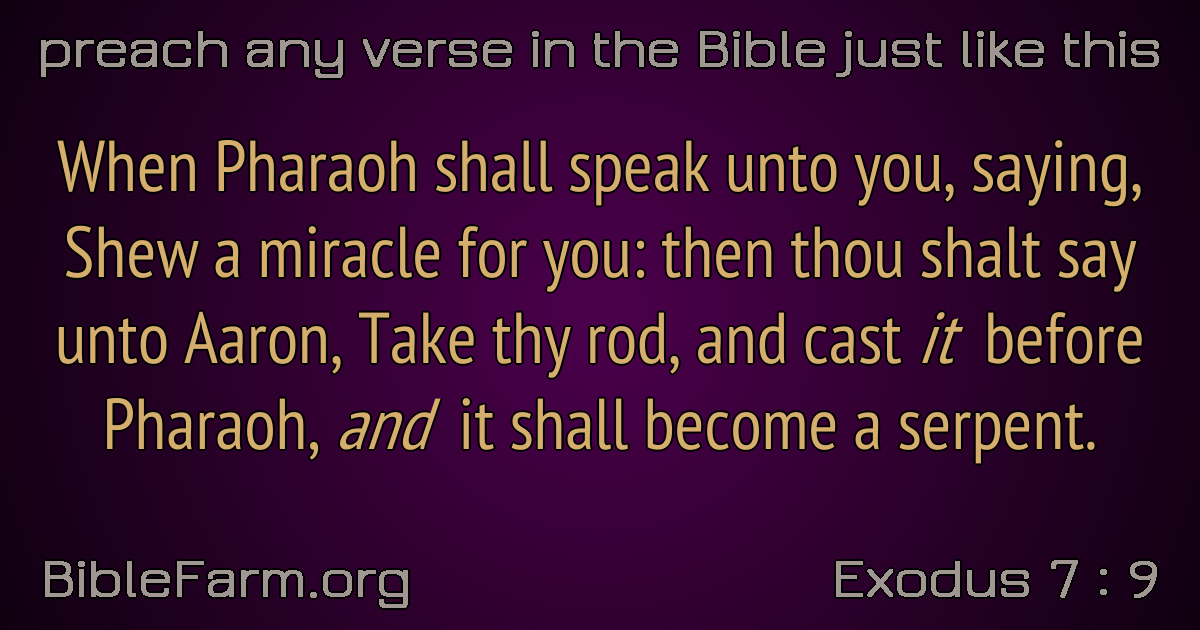 preach any verse in the Bible just like this
When Pharaoh shall speak unto you, saying,
Shew a miracle for you: then thou shalt say
unto Aaron, Take thy rod, and cast it before
Pharaoh, and it shall become a serpent.
BibleFarm.org
Exodus 7 : 9